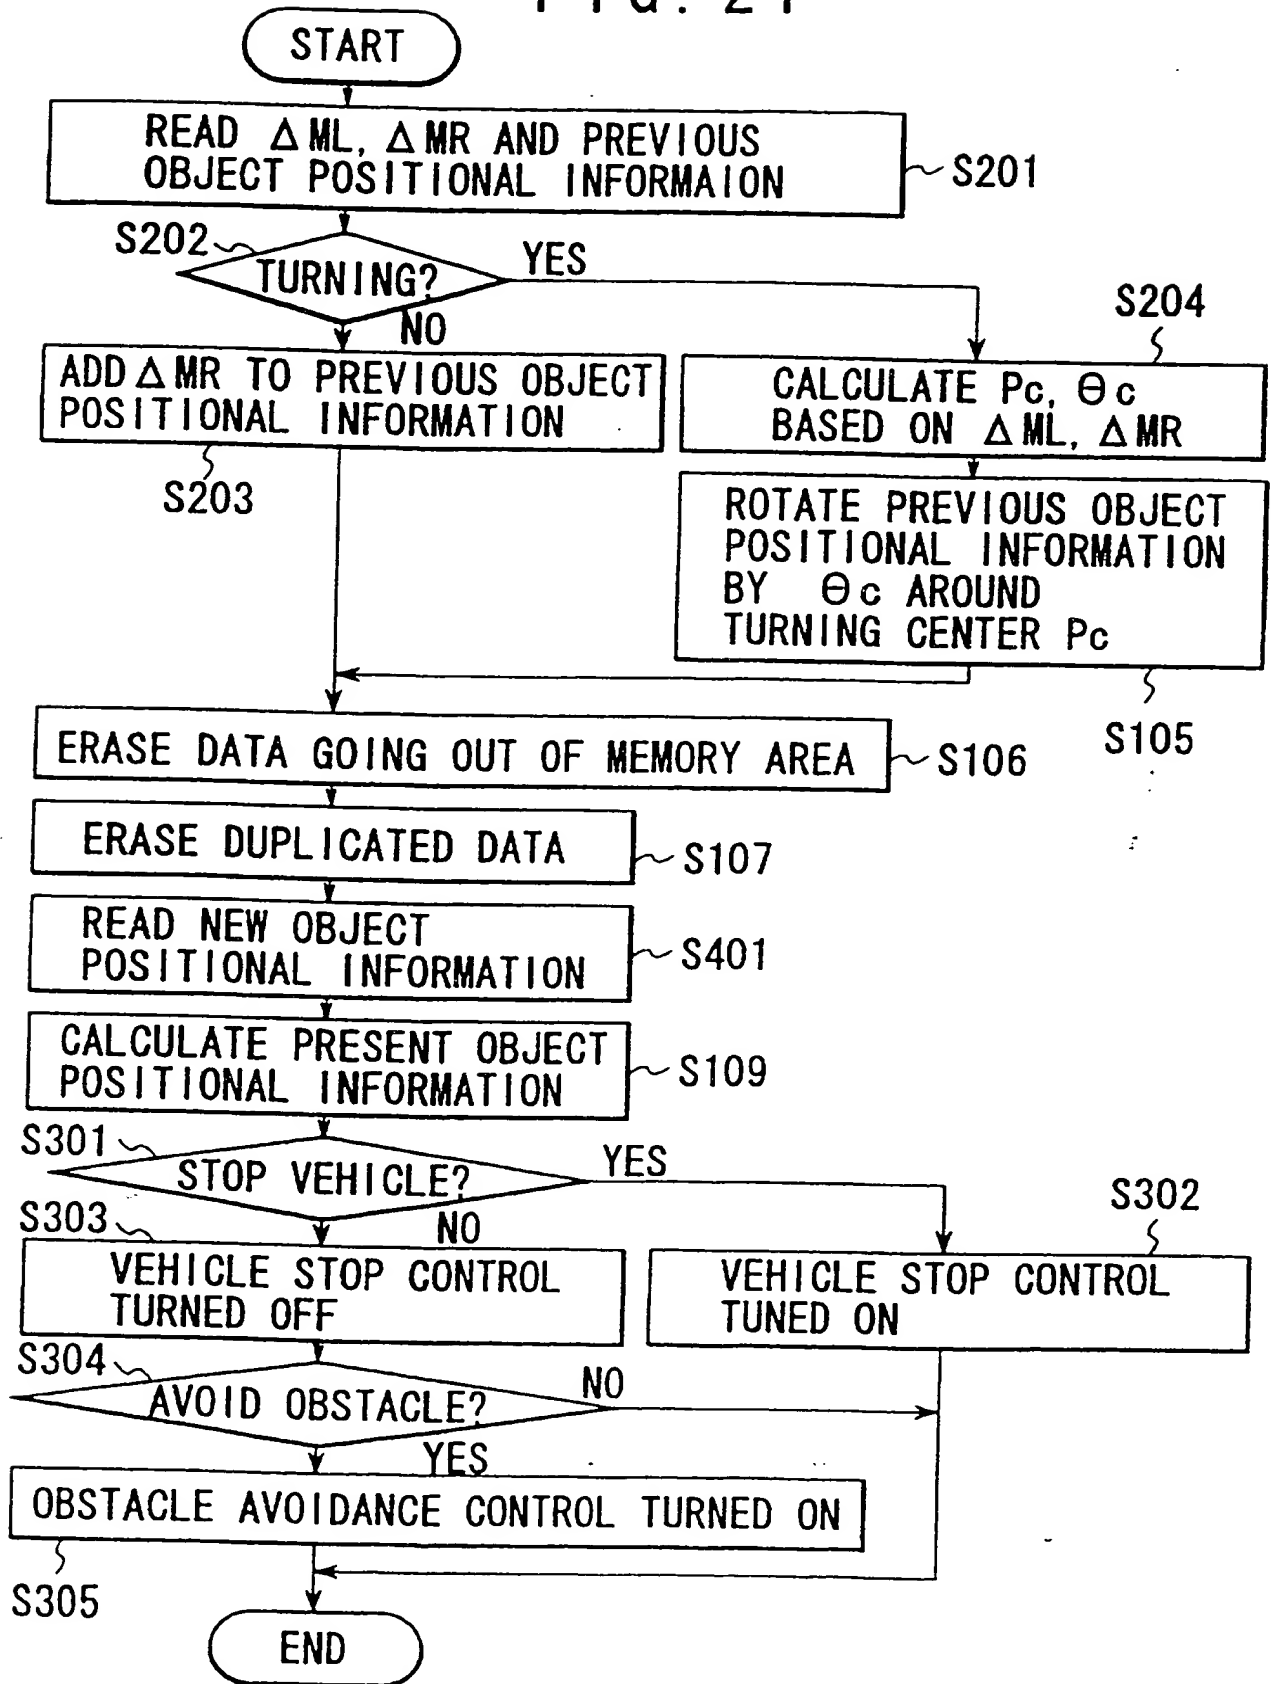 FIG. 21
START
READ ΔML, ΔMR AND PREVIOUS
OBJECT POSITIONAL INFORMAION
S201
S202
TURNING?
YES
NO
S204
ADD ΔMR TO PREVIOUS OBJECT
POSITIONAL INFORMATION
S203
CALCULATE Pc, θc
BASED ON ΔML, ΔMR
ROTATE PREVIOUS OBJECT
POSITIONAL INFORMATION
BY θc AROUND
TURNING CENTER Pc
S105
ERASE DATA GOING OUT OF MEMORY AREA
S106
ERASE DUPLICATED DATA
S107
READ NEW OBJECT
POSITIONAL INFORMATION
S401
CALCULATE PRESENT OBJECT
POSITIONAL INFORMATION
S109
S301
STOP VEHICLE?
YES
NO
S302
S303
VEHICLE STOP CONTROL
TURNED OFF
VEHICLE STOP CONTROL
TUNED ON
S304
AVOID OBSTACLE?
NO
YES
OBSTACLE AVOIDANCE CONTROL TURNED ON
S305
END